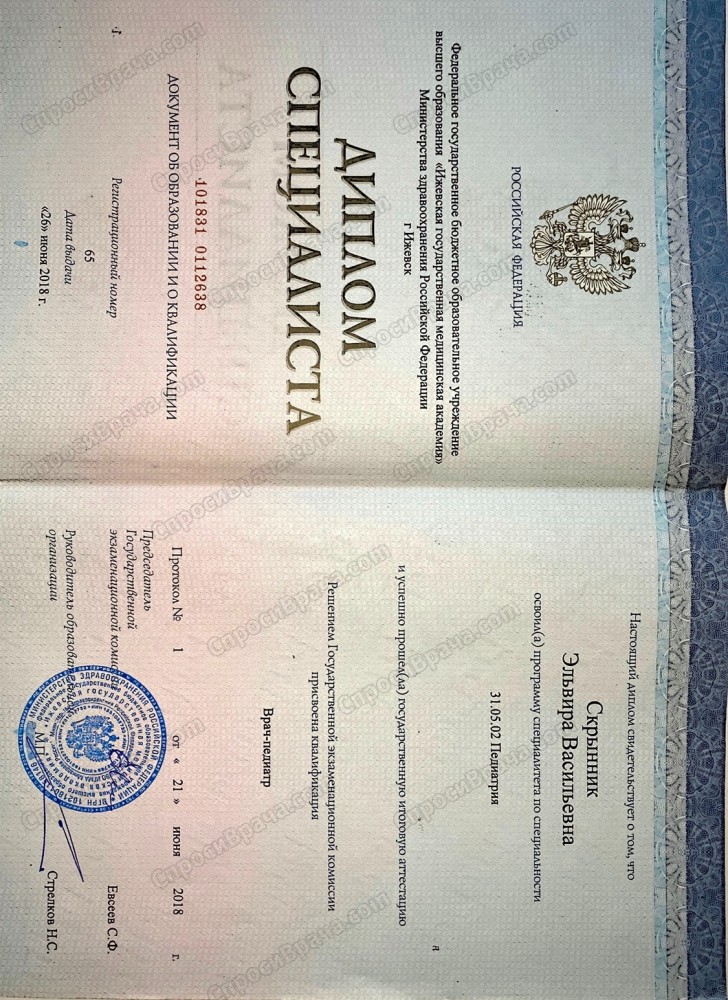 РОССИЙСКАЯ ФЕДЕРАЦИЯ
Федеральное государственное бюджетное образовательное учреждение
высшего образования «Ижевская государственная медицинская академия»
Министерства здравоохранения Российской Федерации
г Ижевск
ДИПЛОМ
СПЕЦИАЛИСТА
101831 0112638
ДОКУМЕНТ ОБ ОБРАЗОВАНИИ И О КВАЛИФИКАЦИИ
Регистрационный номер
65
Дата выдачи
«26» июня 2018 г.
Настоящий диплом свидетельствует о том, что
Скрынник
Эльвира Васильевна
освоил(а) программу специалитета по специальности
31.05.02 Педиатрия
и успешно прошел(ла) государственную итоговую аттестацию
Решением Государственной экзаменационной комиссии
присвоена квалификация
Врач-педиатр
Протокол № 1 от « 21 » июня 2018 г.
Председатель
Государственной
экзаменационной
Евсеев С.Ф.
Руководитель
организации
М.П.
Стрелков Н.С.
СпросиВрача.com